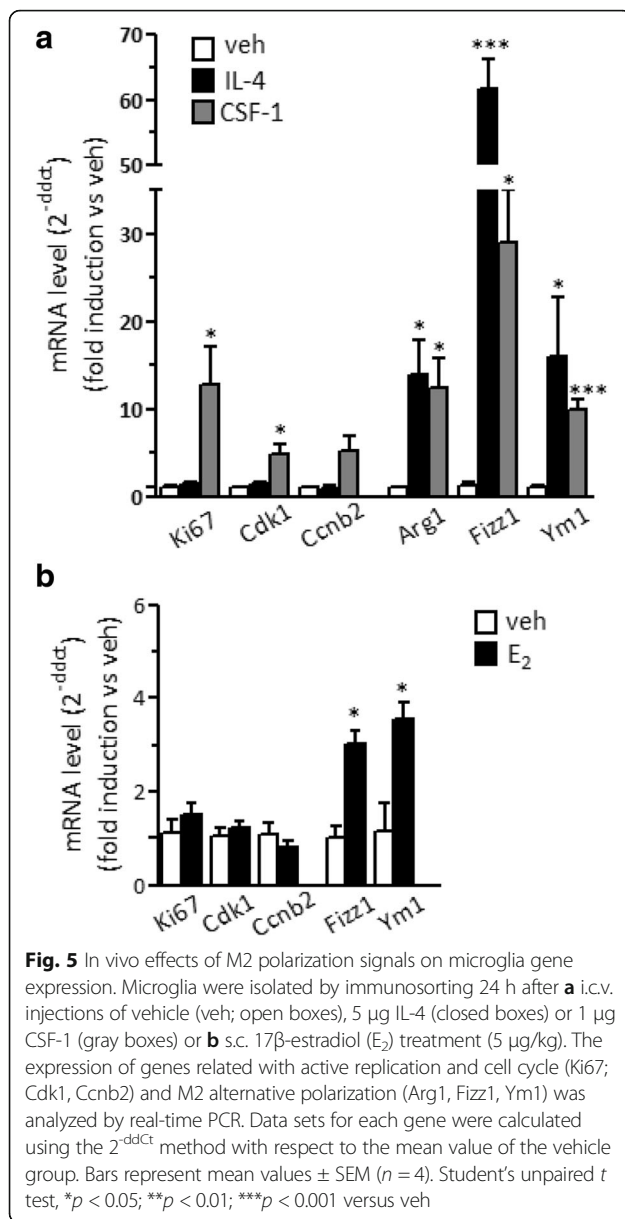 a
veh
IL-4
CSF-1
mRNA level (2^-ddct)
(fold induction vs veh)
70
60
50
30
20
10
0
*
*
*
*
***
*
*
***
Ki67
Cdk1
Ccnb2
Arg1
Fizz1
Ym1
b
veh
E₂
mRNA level (2^-ddct)
(fold induction vs veh)
6
4
2
0
*
*
Ki67
Cdk1
Ccnb2
Fizz1
Ym1
Fig. 5 In vivo effects of M2 polarization signals on microglia gene
expression. Microglia were isolated by immunosorting 24 h after a i.c.v.
injections of vehicle (veh; open boxes), 5 μg IL-4 (closed boxes) or 1 μg
CSF-1 (gray boxes) or b s.c. 17β-estradiol (E₂) treatment (5 μg/kg). The
expression of genes related with active replication and cell cycle (Ki67;
Cdk1, Ccnb2) and M2 alternative polarization (Arg1, Fizz1, Ym1) was
analyzed by real-time PCR. Data sets for each gene were calculated
using the 2^-ddCt method with respect to the mean value of the vehicle
group. Bars represent mean values ± SEM (n = 4). Student's unpaired t
test, *p < 0.05; **p < 0.01; ***p < 0.001 versus veh